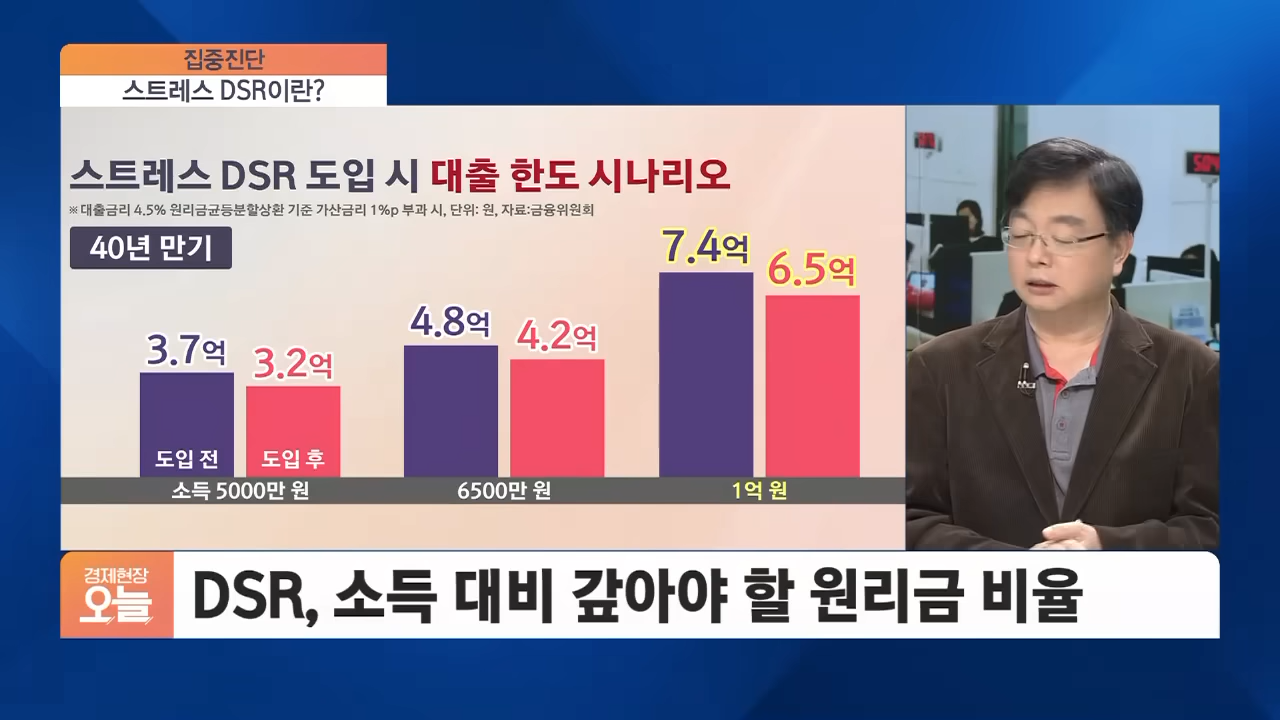 집중진단
스트레스 DSR이란?
스트레스 DSR 도입 시 대출 한도 시나리오
※ 대출금리 4.5% 원리금균등분할상환 기준 가산금리 1%p 부과 시, 단위: 원, 자료:금융위원회
40년 만기
3.7억
3.2억
4.8억
4.2억
7.4억
6.5억
도입 전
도입 후
소득 5000만 원
6500만 원
1억 원
경제현장
오늘
DSR, 소득 대비 갚아야 할 원리금 비율